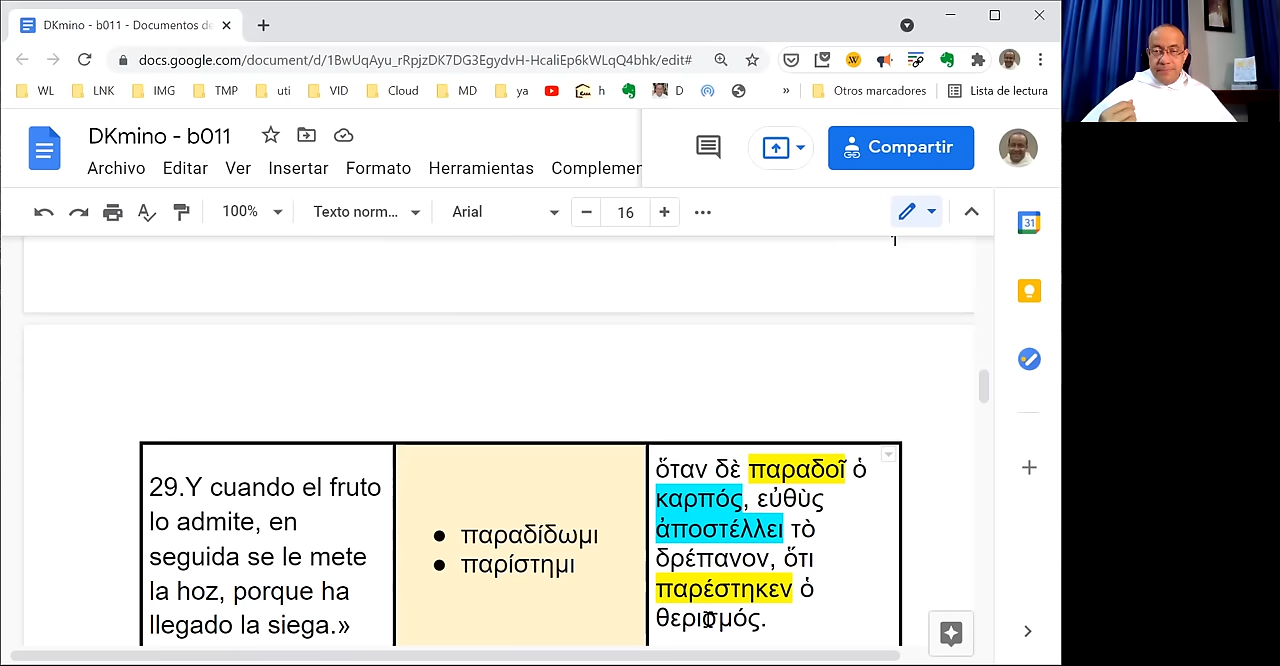 DKmino - b011 - Documentos de
docs.google.com/document/d/1BwUqAyu_rRpjzDK7DG3FgydvH-HcaliEp6kWLqQ4bhk/edit#
WL LNK IMG TMP uti VID Cloud MD ya h D » Otros marcadores Lista de lectura
DKmino - b011
Archivo Editar Ver Insertar Formato Herramientas Complemen
Compartir
100% Texto norm... Arial 16
31
29.Y cuando el fruto
lo admite, en
seguida se le mete
la hoz, porque ha
llegado la siega.»
● παραδίδωμι
● παρίστημι
ὅταν δὲ παραδοῖ ὁ
καρπός, εὐθὺς
ἀποστέλλει τὸ
δρέπανον, ὅτι
παρέστηκεν ὁ
θερισμός.